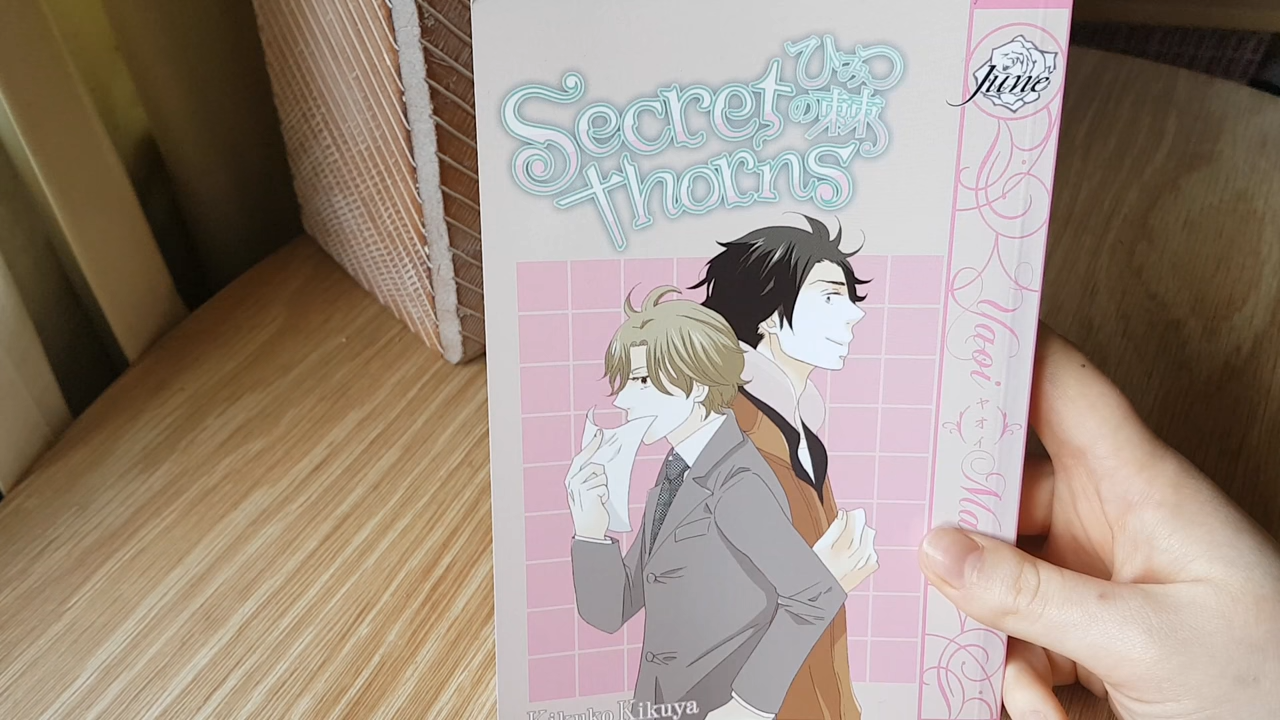 Secret
ひみつ
の棘
thorns
June
Yaoi
ヤオイ
Ma
Kikuko Kikuya